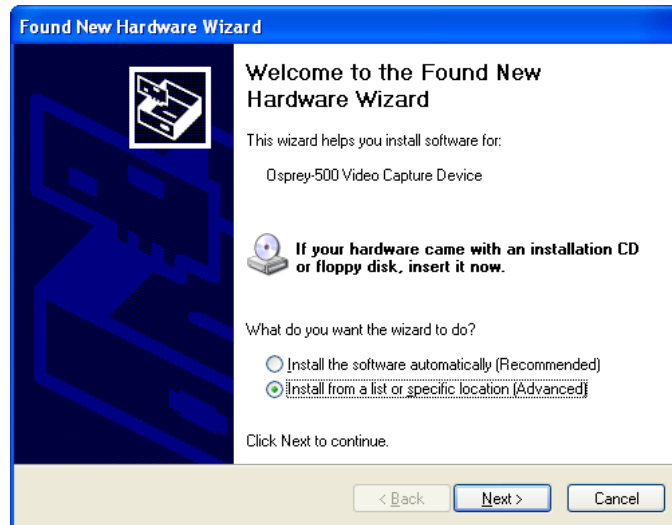 Found New Hardware Wizard
Welcome to the Found New
Hardware Wizard
This wizard helps you install software for:
Osprey-500 Video Capture Device
If your hardware came with an installation CD
or floppy disk, insert it now.
What do you want the wizard to do?
Install the software automatically (Recommended)
Install from a list or specific location (Advanced)
Click Next to continue.
< Back Next > Cancel